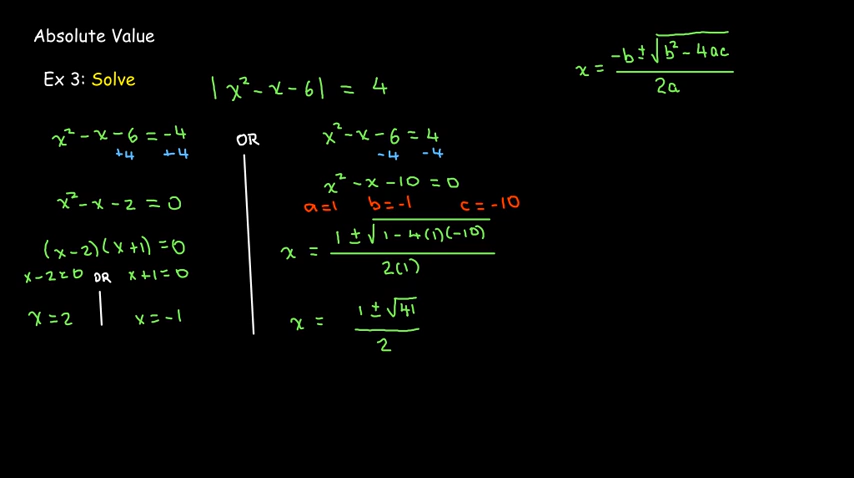 Absolute Value
Ex 3: Solve
|x² - x - 6| = 4
x = (-b ± √(b² - 4ac)) / 2a
x² - x - 6 = -4
+4 +4
x² - x - 2 = 0
(x-2)(x+1) = 0
x-2=0 OR x+1=0
x=2 x=-1
OR
x² - x - 6 = 4
-4 -4
x² - x - 10 = 0
a=1 b=-1 c=-10
x = (1 ± √(1-4(1)(-10))) / 2(1)
x = (1 ± √41) / 2